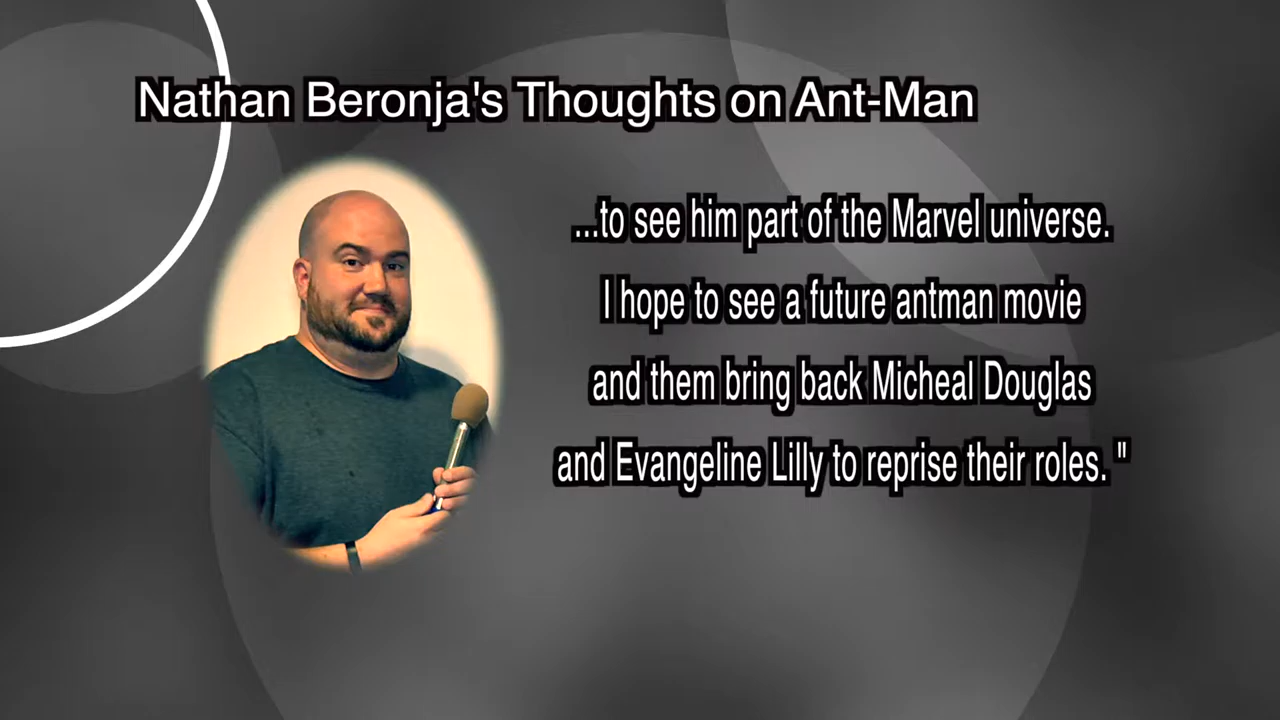 Nathan Beronja's Thoughts on Ant-Man
...to see him part of the Marvel universe.
I hope to see a future antman movie
and them bring back Micheal Douglas
and Evangeline Lilly to reprise their roles. "